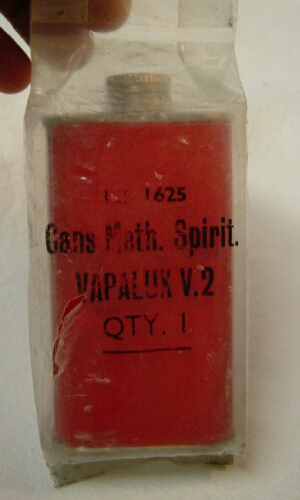 1625
Cans Meth. Spirit.
VAPALUX V.2
QTY. 1